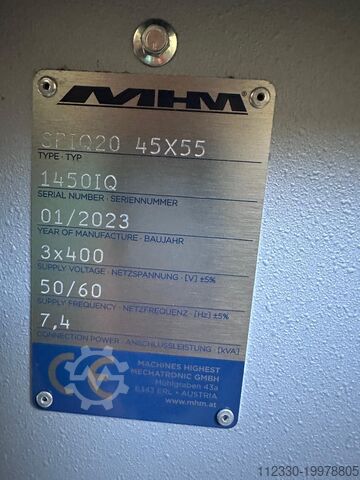 MHM®
SPIQ20 45X55
TYPE · TYP
1450IQ
SERIAL NUMBER · SERIENNUMMER
01/2023
YEAR OF MANUFACTURE · BAUJAHR
3x400
SUPPLY VOLTAGE · NETZSPANNUNG · [V] ±5%
50/60
SUPPLY FREQUENCY · NETZFREQUENZ · [Hz] ±5%
7,4
CONNECTION POWER · ANSCHLUSSLEISTUNG · [kVA]
MACHINES HIGHEST
MECHATRONIC GMBH
Mühlgraben 43a
6343 ERL · AUSTRIA
www.mhm.at
112330-19978805